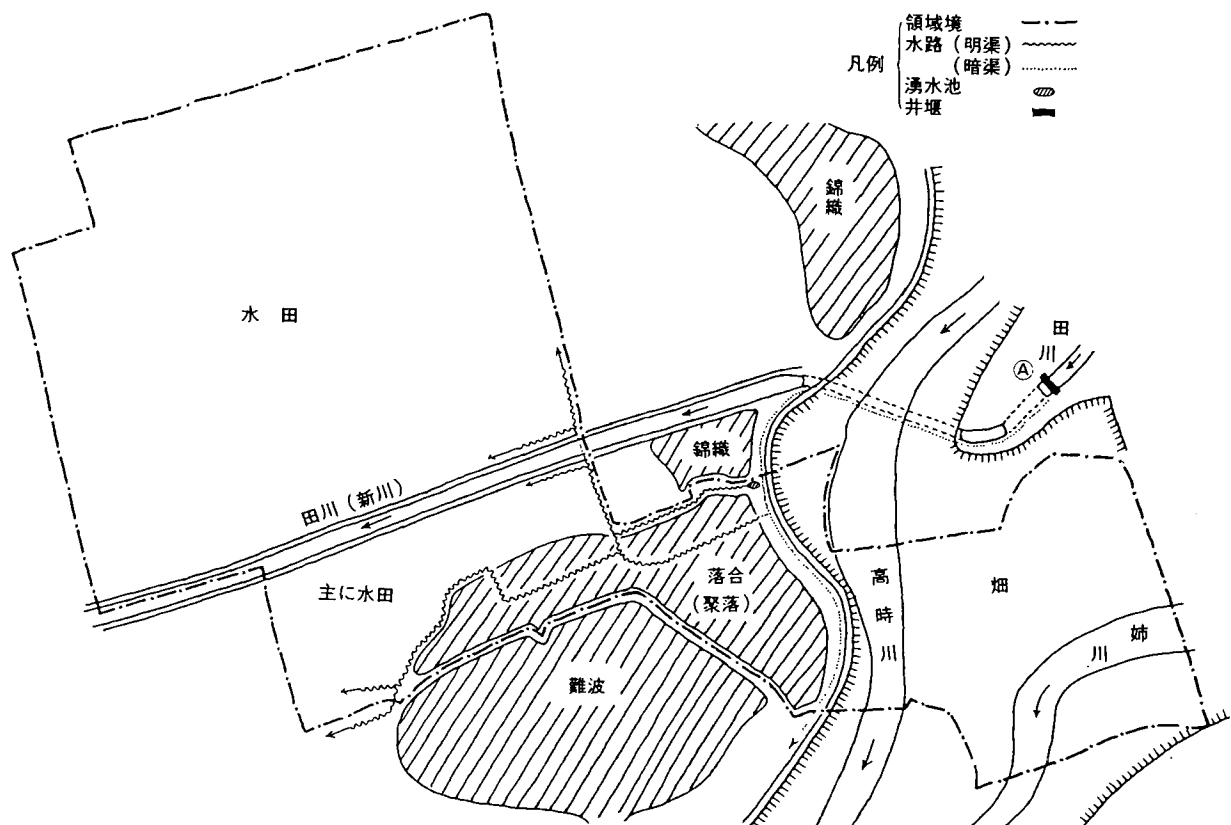 凡例
領域境
水路（明渠）
（暗渠）
湧水池
井堰
錦織
水田
田川
Ⓐ
錦織
田川（新川）
主に水田
落合
（聚落）
高時川
畑
姉川
難波